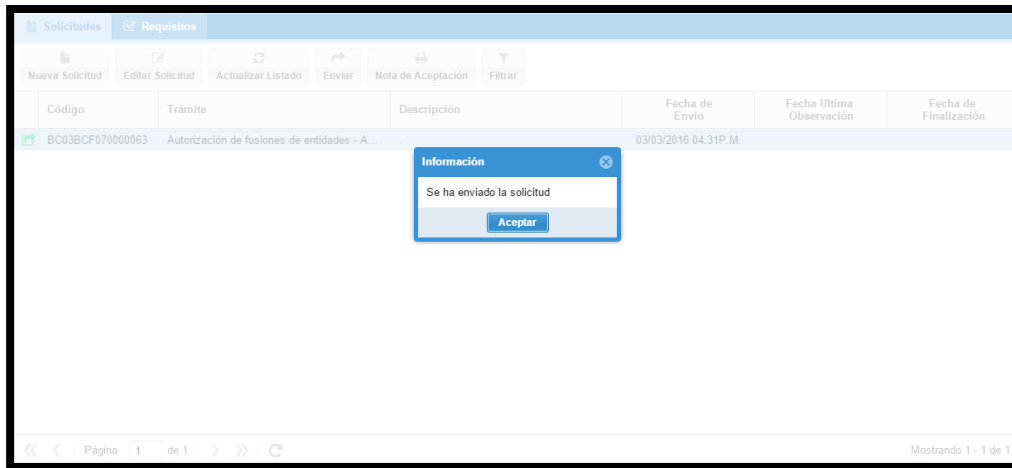 Solicitudes Requisitos
Nueva Solicitud Editar Solicitud Actualizar Listado Enviar Nota de Aceptación Filtrar
Código Trámite Descripción Fecha de Envio Fecha Ultima Observación Fecha de Finalización
BC03BCF070000063 Autorización de fusiones de entidades - A... . 03/03/2016 04:31P.M.
Información
Se ha enviado la solicitud
Aceptar
Página 1 de 1 Mostrando 1 - 1 de 1